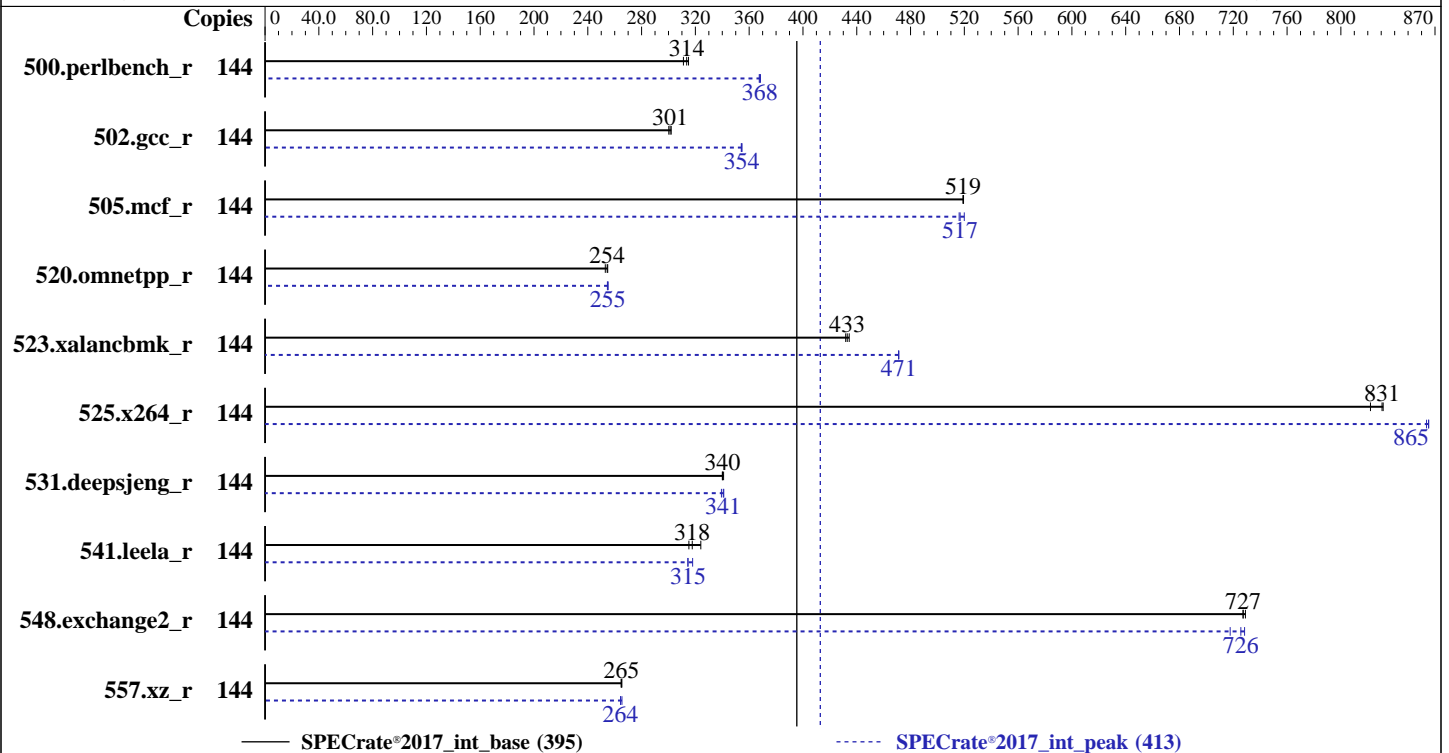 Copies 0 40.0 80.0 120 160 200 240 280 320 360 400 440 480 520 560 600 640 680 720 760 800 870
314
500.perlbench_r 144
368
301
502.gcc_r 144
354
519
505.mcf_r 144
517
254
520.omnetpp_r 144
255
433
523.xalancbmk_r 144
471
831
525.x264_r 144
865
340
531.deepsjeng_r 144
341
318
541.leela_r 144
315
727
548.exchange2_r 144
726
265
557.xz_r 144
264
SPECrate®2017_int_base (395) SPECrate®2017_int_peak (413)